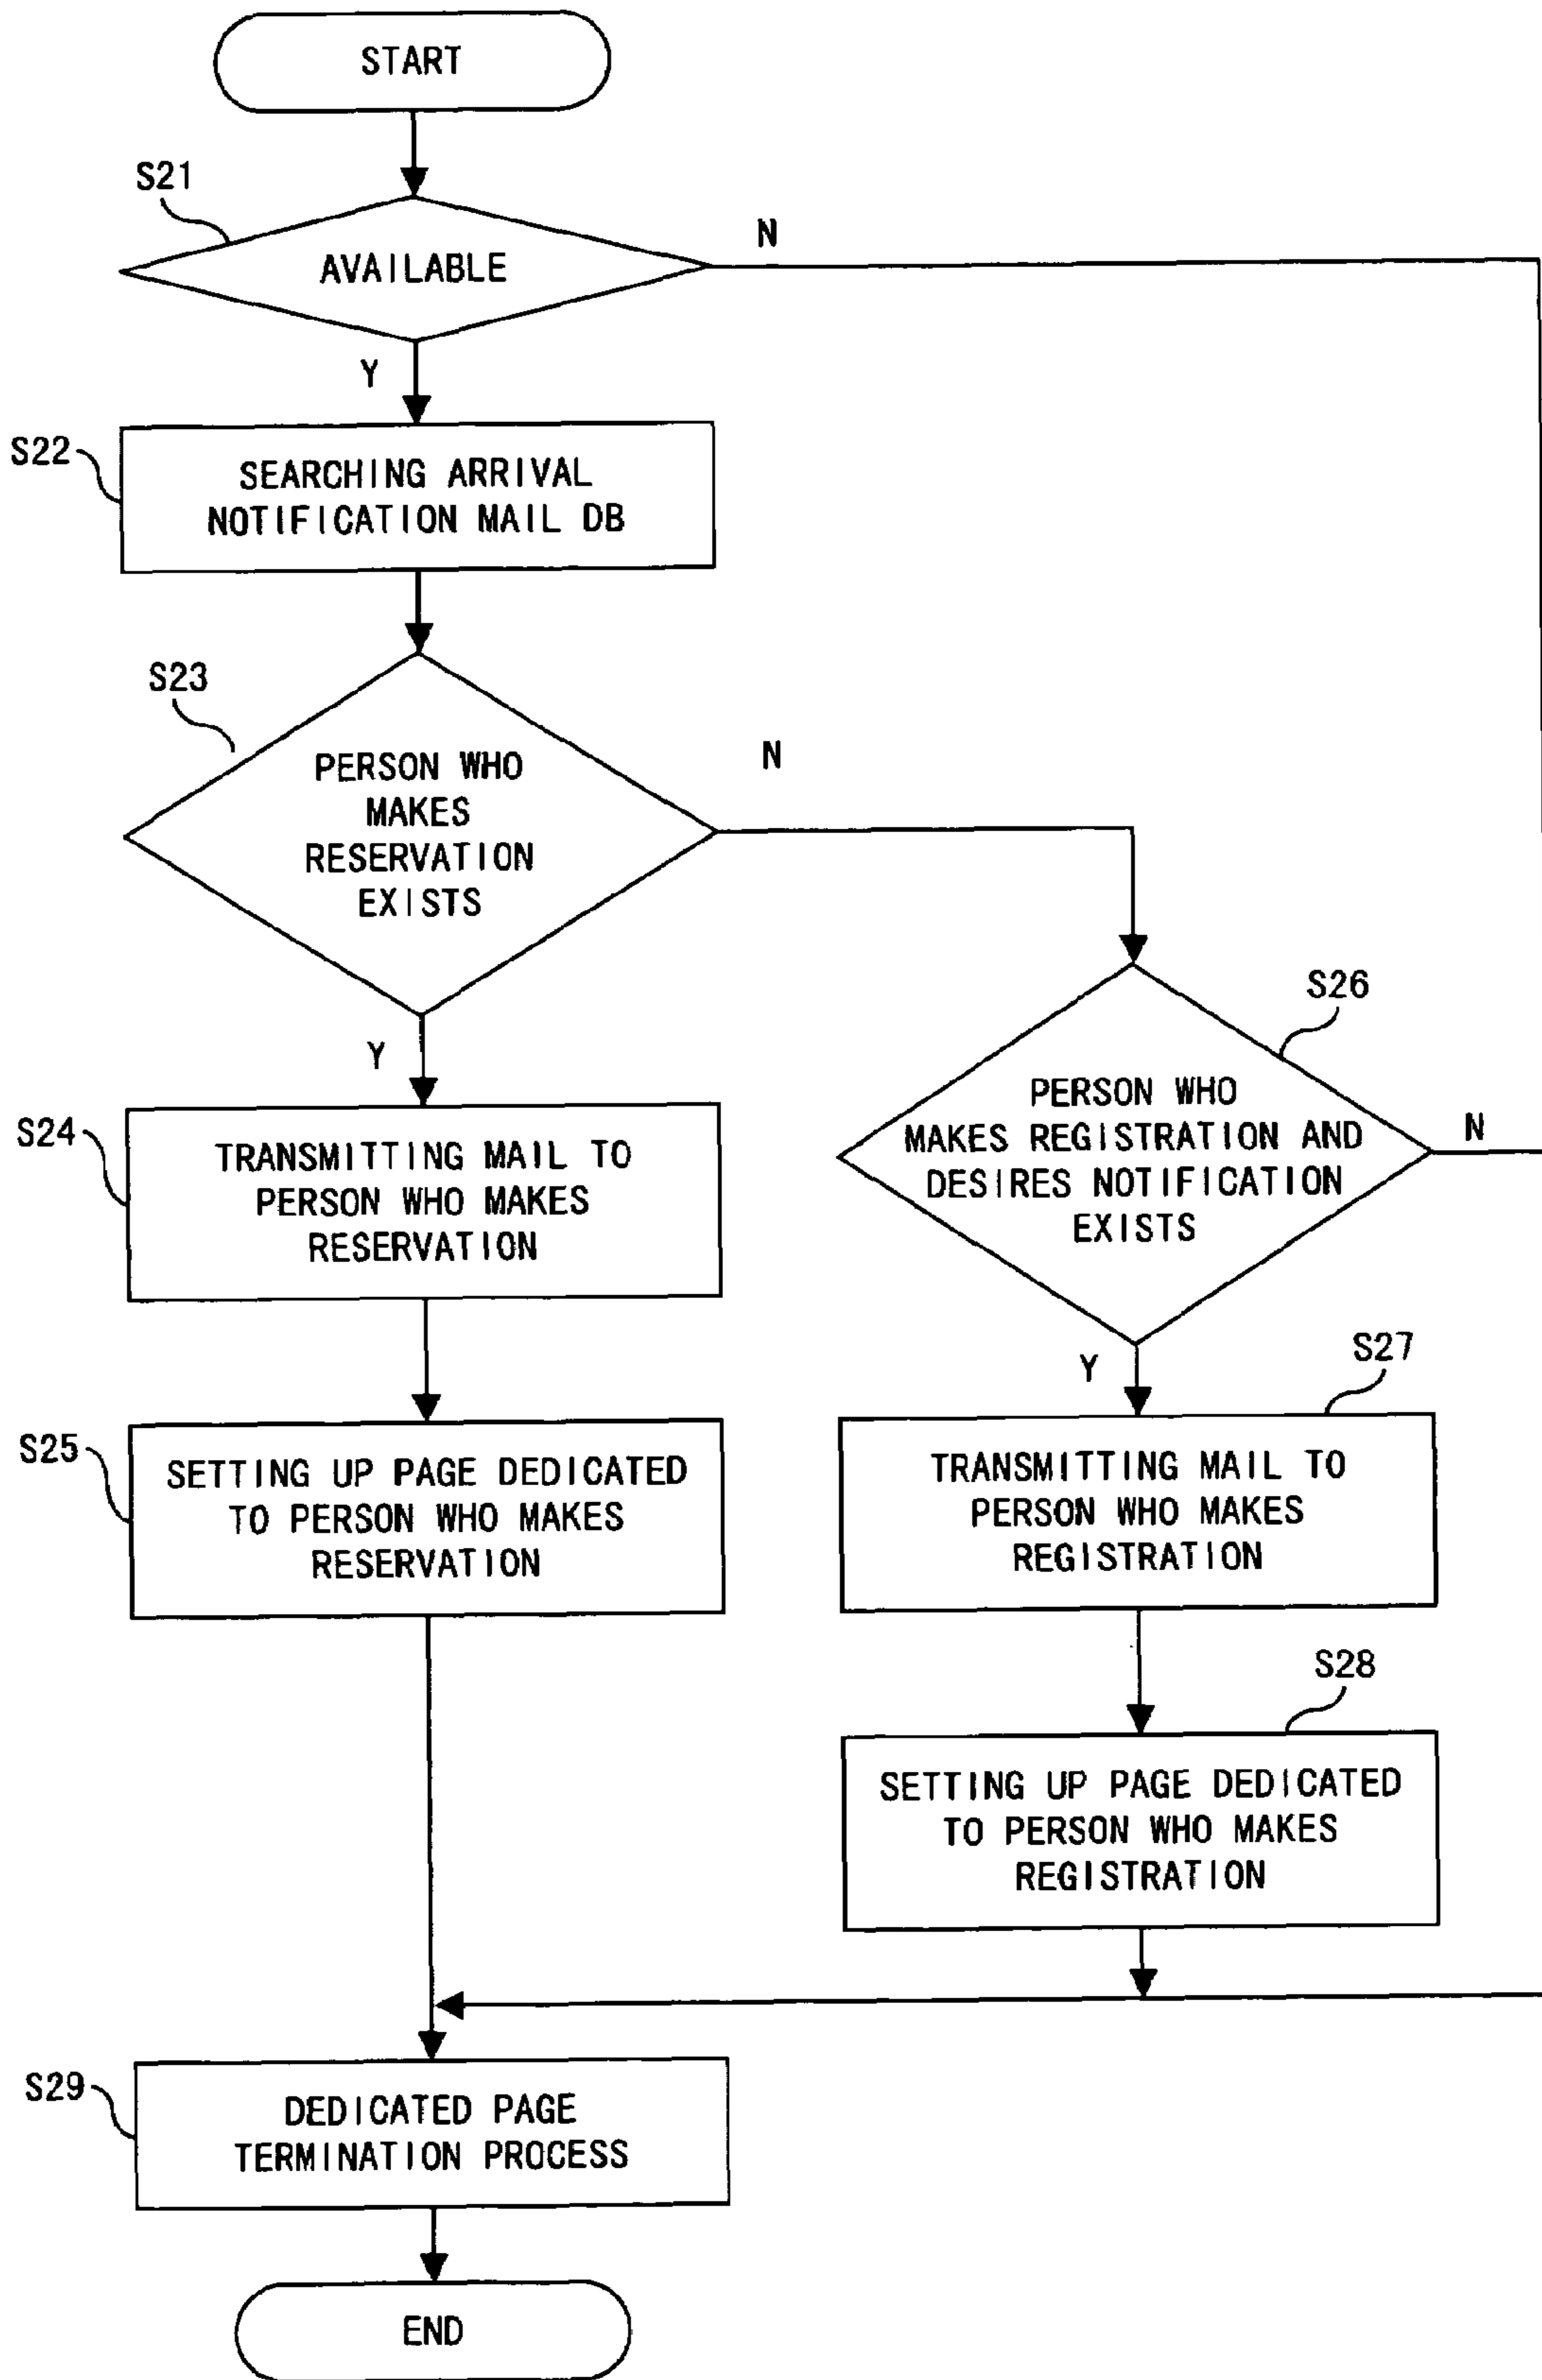 START
S21
N
AVAILABLE
Y
S22
SEARCHING ARRIVAL
NOTIFICATION MAIL DB
S23
N
PERSON WHO
MAKES
RESERVATION
EXISTS
Y
S26
PERSON WHO
MAKES REGISTRATION AND
DESIRES NOTIFICATION
EXISTS
N
S24
TRANSMITTING MAIL TO
PERSON WHO MAKES
RESERVATION
Y
S27
TRANSMITTING MAIL TO
PERSON WHO MAKES
REGISTRATION
S25
SETTING UP PAGE DEDICATED
TO PERSON WHO MAKES
RESERVATION
S28
SETTING UP PAGE DEDICATED
TO PERSON WHO MAKES
REGISTRATION
S29
DEDICATED PAGE
TERMINATION PROCESS
END